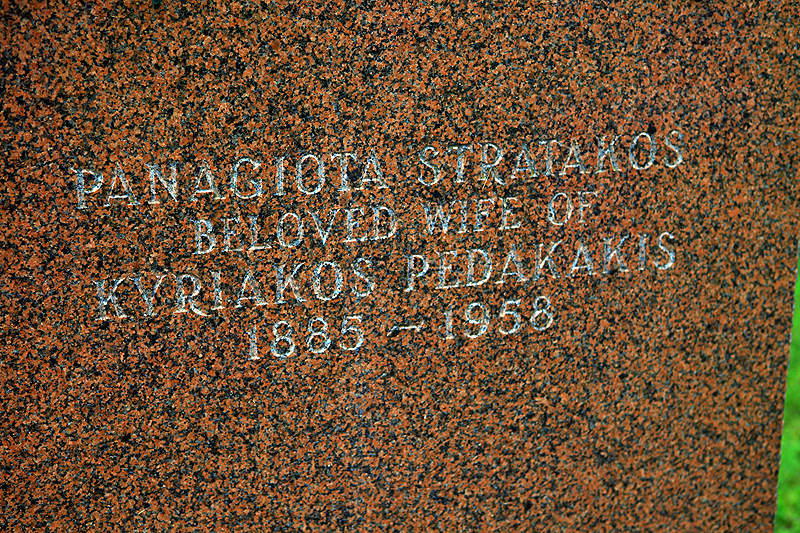 PANAGIOTA STRATAKOS
BELOVED WIFE OF
KYRIAKOS PEDAKAKIS
1885 – 1958